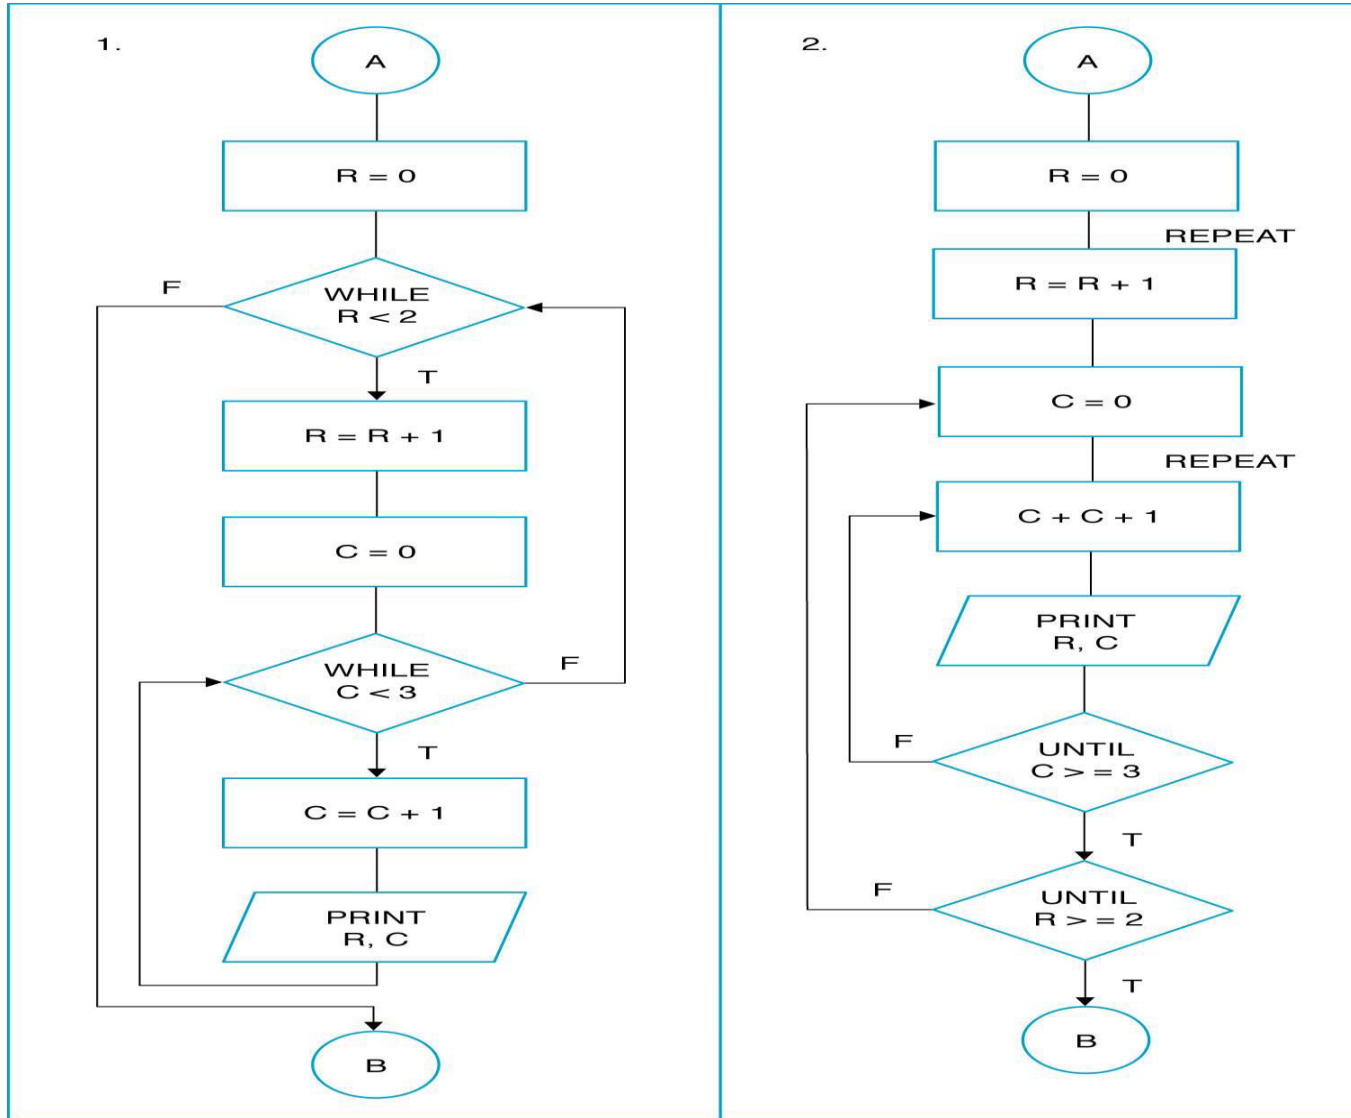 1.
A
R = 0
F
WHILE
R < 2
T
R = R + 1
C = 0
WHILE
C < 3
F
T
C = C + 1
PRINT
R, C
B
2.
A
R = 0
REPEAT
R = R + 1
C = 0
REPEAT
C + C + 1
PRINT
R, C
F
UNTIL
C > = 3
T
F
UNTIL
R > = 2
T
B